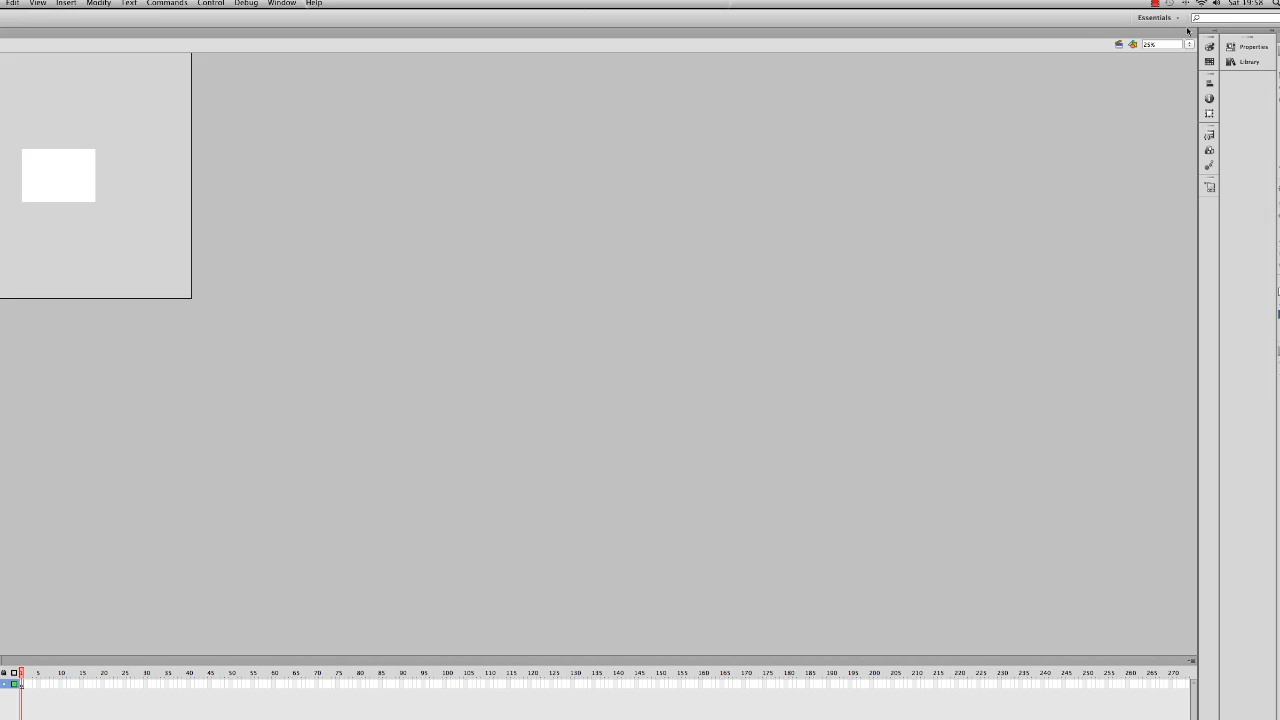 Edit View Insert Modify Text Commands Control Debug Window Help Sat 19:58
Essentials
25%
Properties
Library
5 10 15 20 25 30 35 40 45 50 55 60 65 70 75 80 85 90 95 100 105 110 115 120 125 130 135 140 145 150 155 160 165 170 175 180 185 190 195 200 205 210 215 220 225 230 235 240 245 250 255 260 265 270